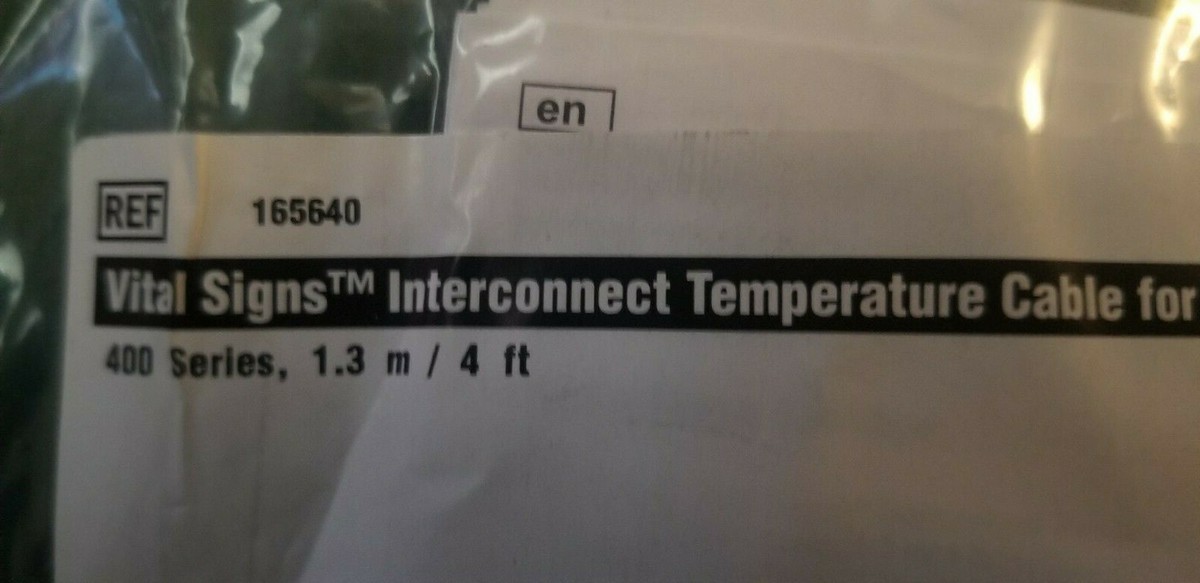 en
REF 165640
Vital Signs™ Interconnect Temperature Cable for
400 Series, 1.3 m / 4 ft